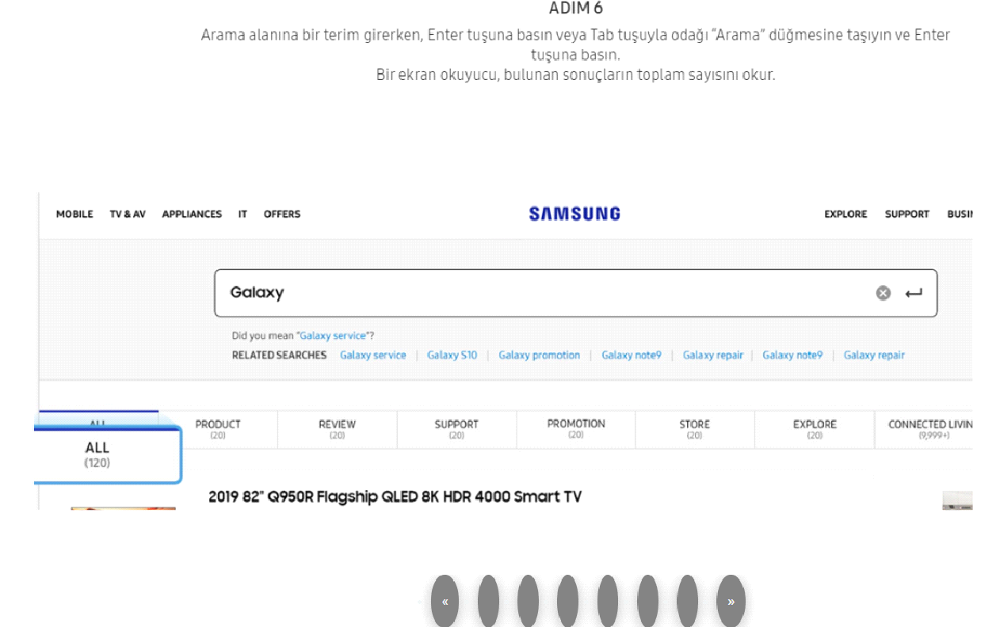 ADIM 6
Arama alanına bir terim girerken, Enter tuşuna basın veya Tab tuşuyla odağı “Arama” düğmesine taşıyın ve Enter
tuşuna basın.
Bir ekran okuyucu, bulunan sonuçların toplam sayısını okur.
MOBILE TV & AV APPLIANCES IT OFFERS SAMSUNG EXPLORE SUPPORT BUSIN
Galaxy
Did you mean "Galaxy service"?
RELATED SEARCHES Galaxy service | Galaxy S10 | Galaxy promotion | Galaxy note9 | Galaxy repair | Galaxy note9 | Galaxy repair
ALL PRODUCT REVIEW SUPPORT PROMOTION STORE EXPLORE CONNECTED LIVIN
(20) (20) (20) (20) (20) (20) (9,999+)
ALL
(120)
2019 82" Q950R Flagship QLED 8K HDR 4000 Smart TV
« »